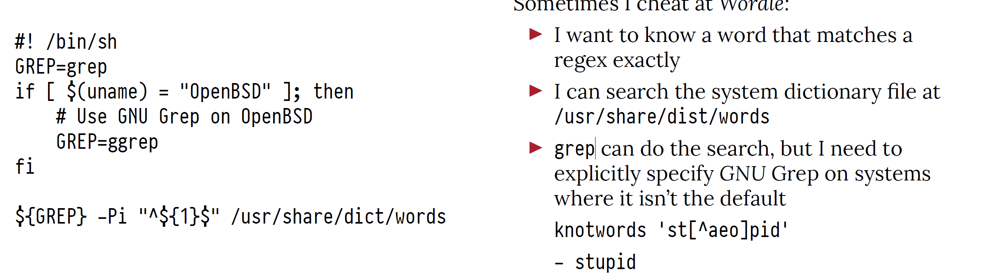 #! /bin/sh
GREP=grep
if [ $(uname) = "OpenBSD" ]; then
    # Use GNU Grep on OpenBSD
    GREP=ggrep
fi
${GREP} -Pi "^${1}$" /usr/share/dict/words
Sometimes I cheat at Wordle:
► I want to know a word that matches a
regex exactly
► I can search the system dictionary file at
/usr/share/dist/words
► grep can do the search, but I need to
explicitly specify GNU Grep on systems
where it isn’t the default
knotwords 'st[^aeo]pid'
– stupid